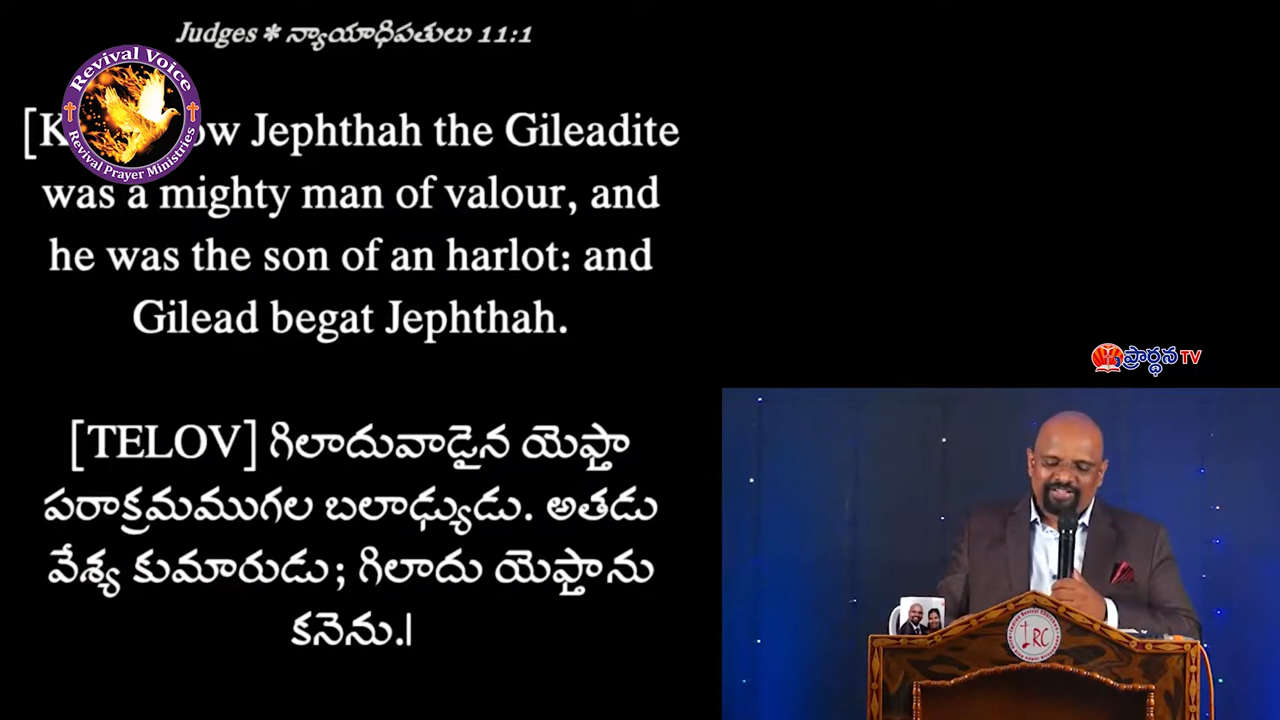 Judges * న్యాయాధిపతులు 11:1
Revival Voice
Revival Prayer Ministries
Jephthah the Gileadite
was a mighty man of valour, and
he was the son of an harlot: and
Gilead begat Jephthah.
[TELOV] గిలాదువాడైన యెఫ్తా
పరాక్రమముగల బలాఢ్యుడు. అతడు
వేశ్య కుమారుడు; గిలాదు యెఫ్తాను
కనెను.|
ప్రార్థన TV
RC